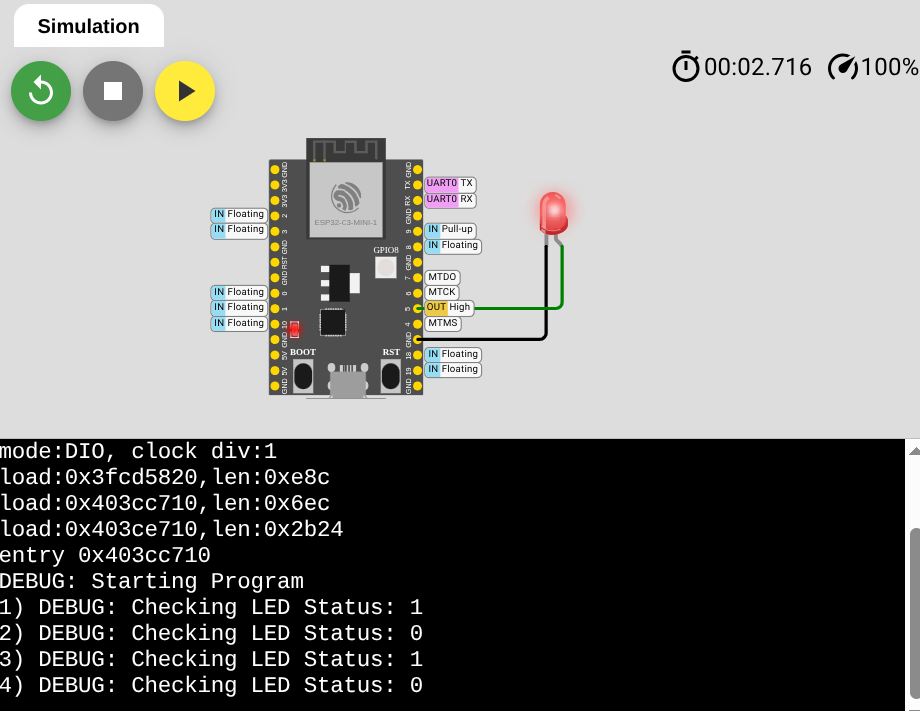 Simulation
00:02.716
100%
ESP32-C3-MINI-1
GPIO8
GND
3V3
3V3
2
3
GND
RST
GND
0
1
10
GND
5V
5V
GND
GND
TX
RX
GND
9
8
GND
7
6
5
4
GND
18
19
GND
IN Floating
IN Floating
IN Floating
IN Floating
IN Floating
UART0 TX
UART0 RX
IN Pull-up
IN Floating
MTDO
MTCK
OUT High
MTMS
IN Floating
IN Floating
BOOT
RST
mode:DIO, clock div:1
load:0x3fcd5820,len:0xe8c
load:0x403cc710,len:0x6ec
load:0x403ce710,len:0x2b24
entry 0x403cc710
DEBUG: Starting Program
1) DEBUG: Checking LED Status: 1
2) DEBUG: Checking LED Status: 0
3) DEBUG: Checking LED Status: 1
4) DEBUG: Checking LED Status: 0